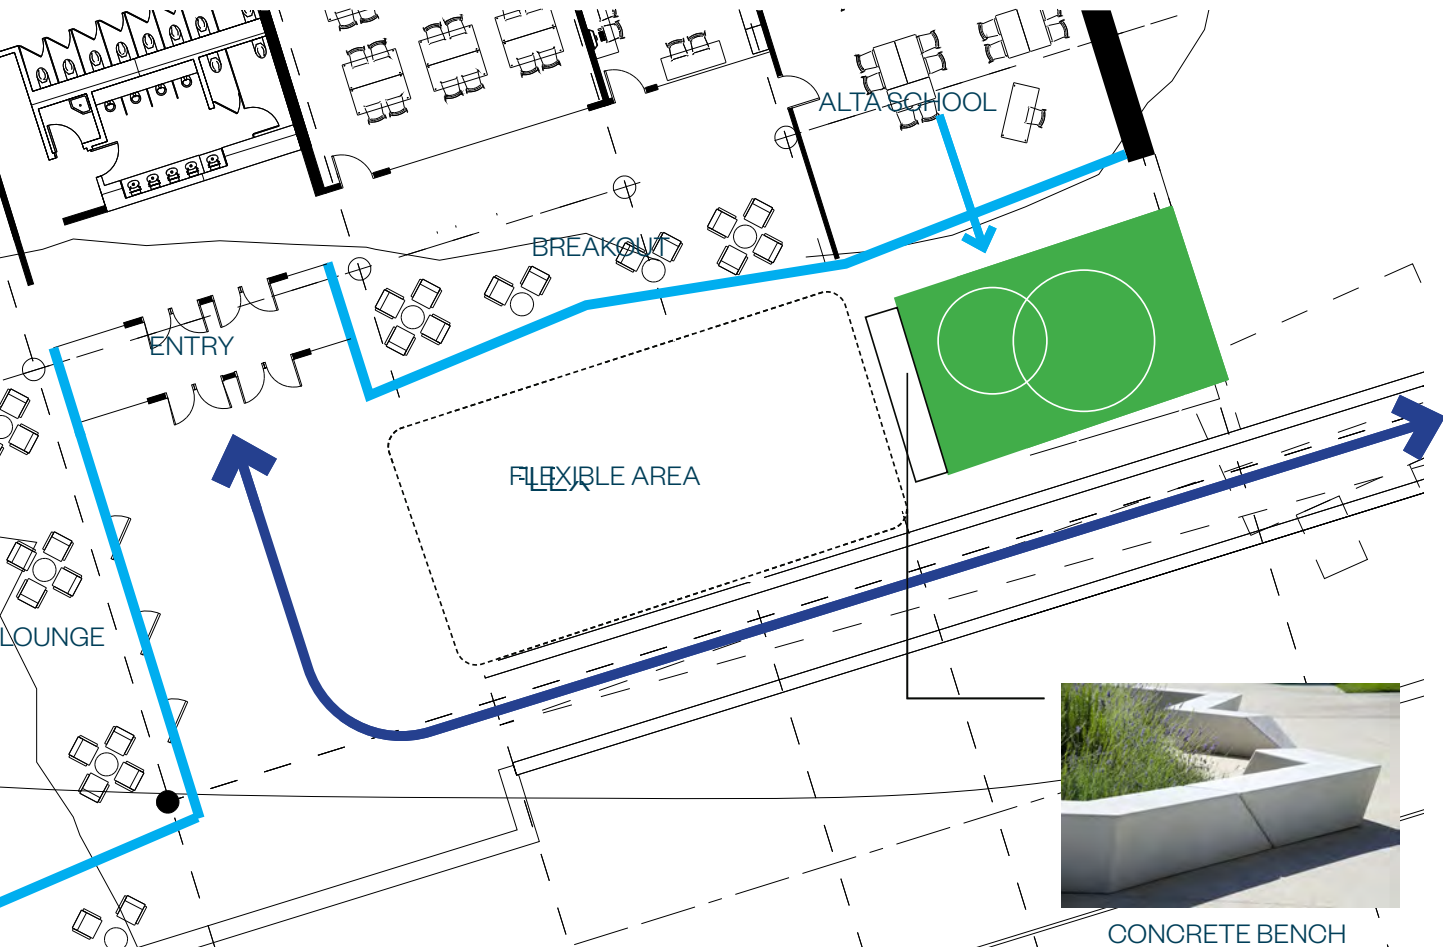 ALTA SCHOOL
BREAKOUT
ENTRY
FLEXIBLE AREA
LOUNGE
CONCRETE BENCH